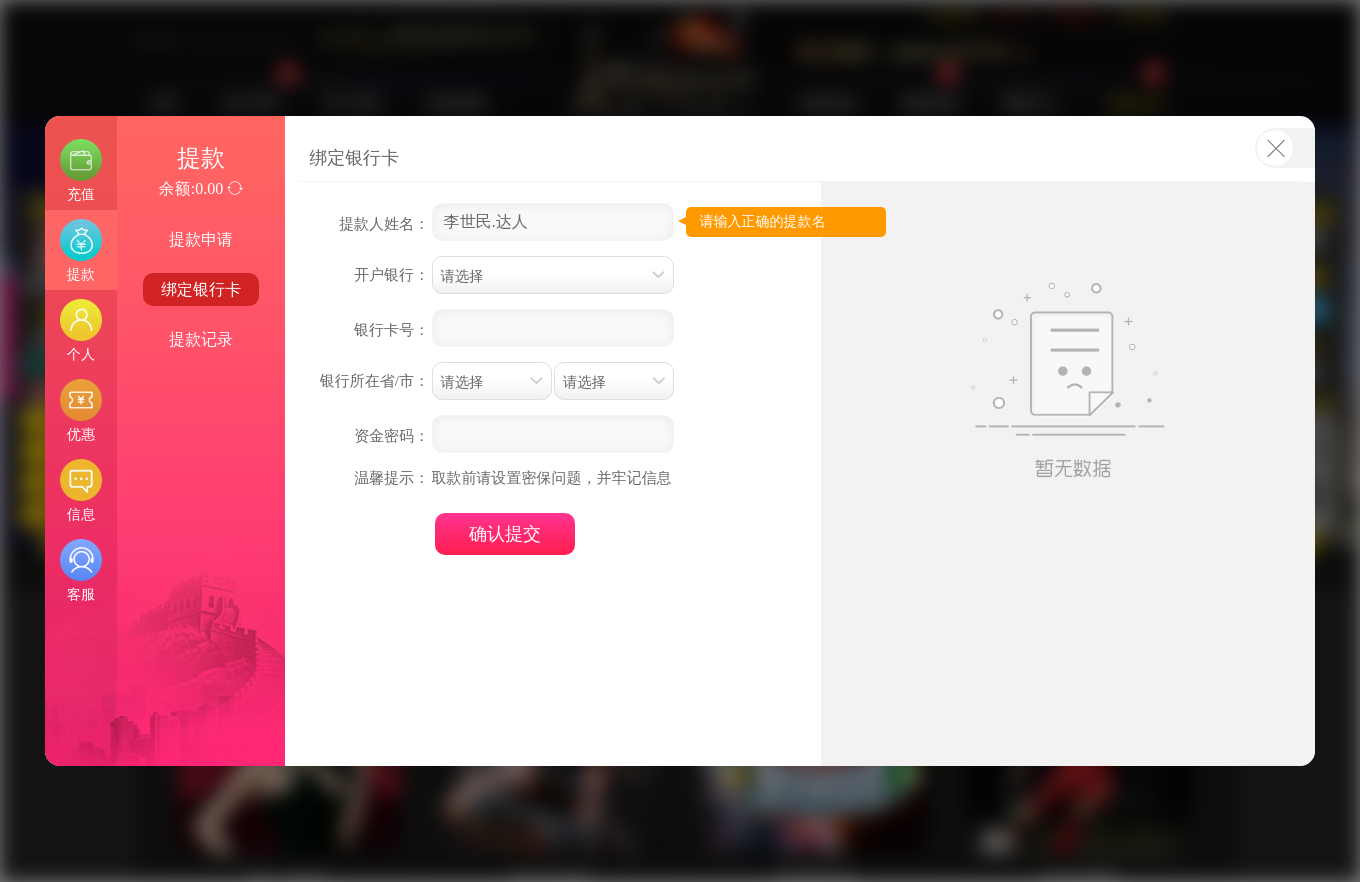 充值
提款
个人
优惠
信息
客服
提款
余额:0.00
提款申请
绑定银行卡
提款记录
绑定银行卡
提款人姓名： 李世民.达人 请输入正确的提款名
开户银行： 请选择
银行卡号：
银行所在省/市： 请选择 请选择
资金密码：
温馨提示： 取款前请设置密保问题，并牢记信息
确认提交
暂无数据